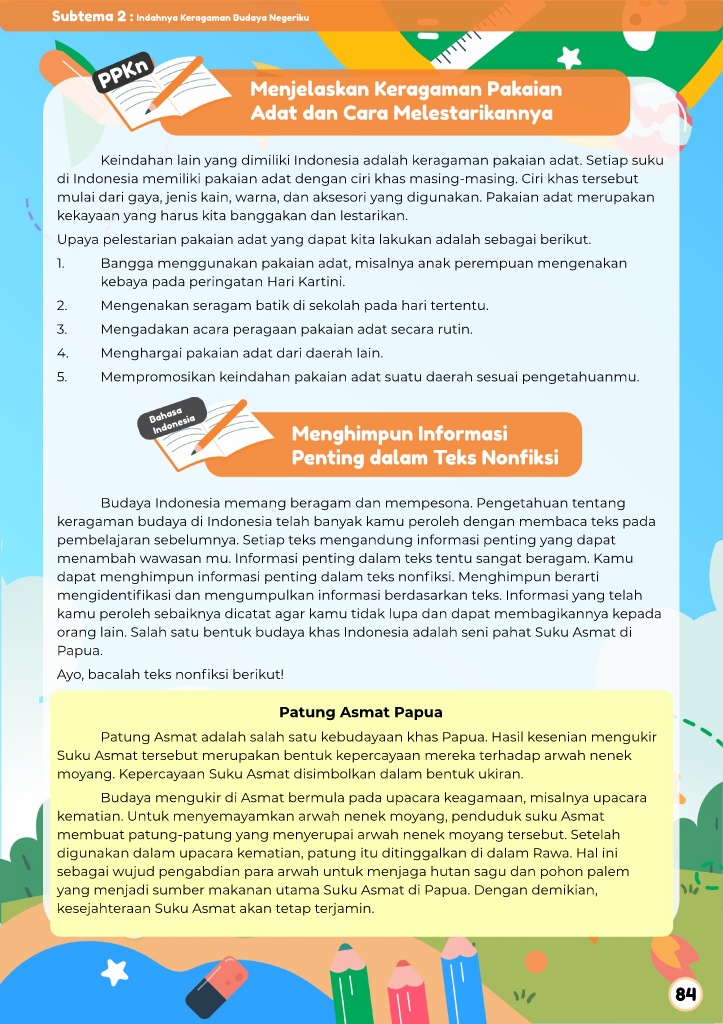 Subtema 2 : Indahnya Keragaman Budaya Negeriku
PPKn
Menjelaskan Keragaman Pakaian
Adat dan Cara Melestarikannya
Keindahan lain yang dimiliki Indonesia adalah keragaman pakaian adat. Setiap suku
di Indonesia memiliki pakaian adat dengan ciri khas masing-masing. Ciri khas tersebut
mulai dari gaya, jenis kain, warna, dan aksesori yang digunakan. Pakaian adat merupakan
kekayaan yang harus kita banggakan dan lestarikan.
Upaya pelestarian pakaian adat yang dapat kita lakukan adalah sebagai berikut.
1. Bangga menggunakan pakaian adat, misalnya anak perempuan mengenakan
kebaya pada peringatan Hari Kartini.
2. Mengenakan seragam batik di sekolah pada hari tertentu.
3. Mengadakan acara peragaan pakaian adat secara rutin.
4. Menghargai pakaian adat dari daerah lain.
5. Mempromosikan keindahan pakaian adat suatu daerah sesuai pengetahuanmu.
Bahasa
Indonesia
Menghimpun Informasi
Penting dalam Teks Nonfiksi
Budaya Indonesia memang beragam dan mempesona. Pengetahuan tentang
keragaman budaya di Indonesia telah banyak kamu peroleh dengan membaca teks pada
pembelajaran sebelumnya. Setiap teks mengandung informasi penting yang dapat
menambah wawasan mu. Informasi penting dalam teks tentu sangat beragam. Kamu
dapat menghimpun informasi penting dalam teks nonfiksi. Menghimpun berarti
mengidentifikasi dan mengumpulkan informasi berdasarkan teks. Informasi yang telah
kamu peroleh sebaiknya dicatat agar kamu tidak lupa dan dapat membagikannya kepada
orang lain. Salah satu bentuk budaya khas Indonesia adalah seni pahat Suku Asmat di
Papua.
Ayo, bacalah teks nonfiksi berikut!
Patung Asmat Papua
Patung Asmat adalah salah satu kebudayaan khas Papua. Hasil kesenian mengukir
Suku Asmat tersebut merupakan bentuk kepercayaan mereka terhadap arwah nenek
moyang. Kepercayaan Suku Asmat disimbolkan dalam bentuk ukiran.
Budaya mengukir di Asmat bermula pada upacara keagamaan, misalnya upacara
kematian. Untuk menyemayamkan arwah nenek moyang, penduduk suku Asmat
membuat patung-patung yang menyerupai arwah nenek moyang tersebut. Setelah
digunakan dalam upacara kematian, patung itu ditinggalkan di dalam Rawa. Hal ini
sebagai wujud pengabdian para arwah untuk menjaga hutan sagu dan pohon palem
yang menjadi sumber makanan utama Suku Asmat di Papua. Dengan demikian,
kesejahteraan Suku Asmat akan tetap terjamin.
84